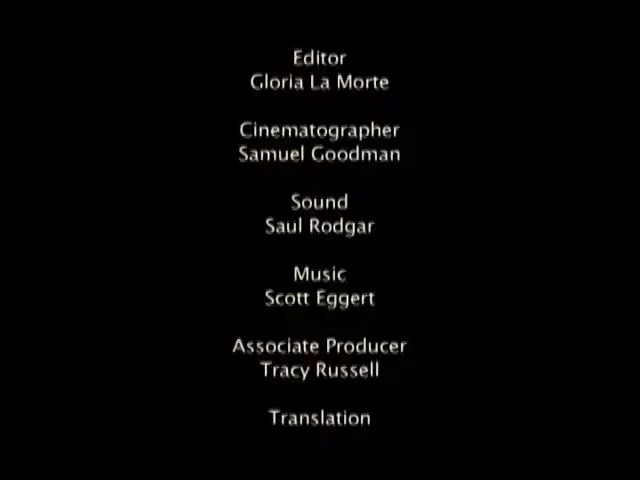 Editor
Gloria La Morte
Cinematographer
Samuel Goodman
Sound
Saul Rodgar
Music
Scott Eggert
Associate Producer
Tracy Russell
Translation